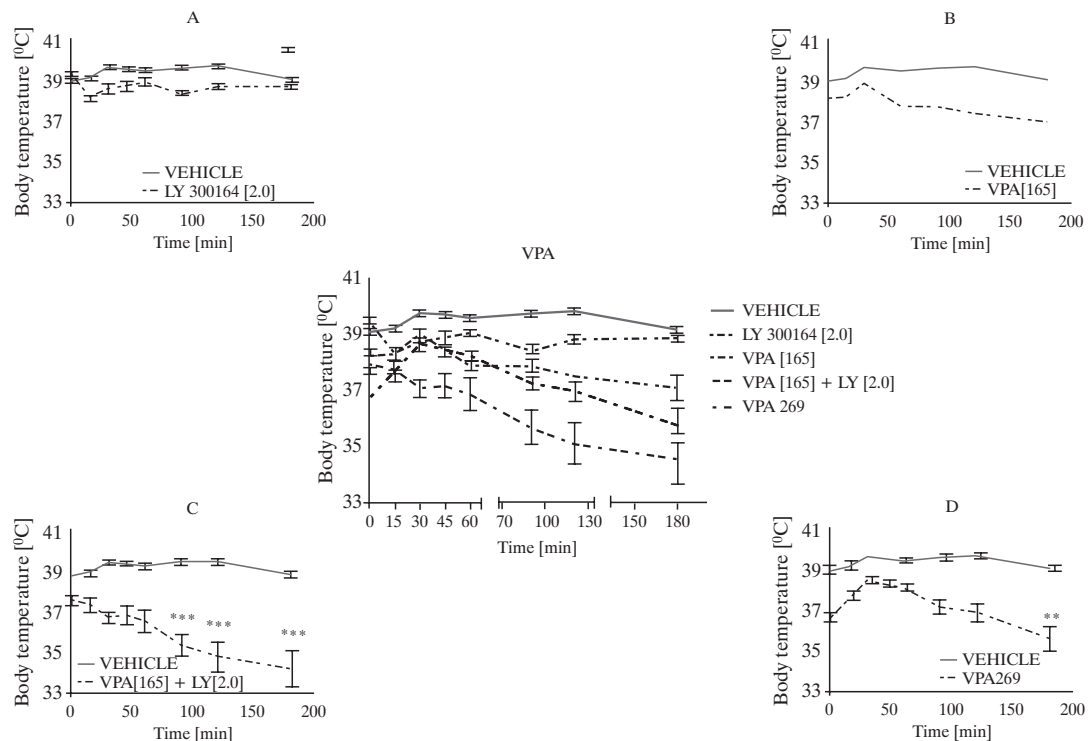 A
Body temperature [⁰C]
41
39
37
35
33
VEHICLE
LY 300164 [2.0]
0 50 100 150 200
Time [min]
B
Body temperature [⁰C]
41
39
37
35
33
VEHICLE
VPA[165]
0 50 100 150 200
Time [min]
VPA
Body temperature [⁰C]
41
39
37
35
33
0 15 30 45 60 70 100 130 150 180
Time [min]
VEHICLE
LY 300164 [2.0]
VPA [165]
VPA [165] + LY [2.0]
VPA 269
C
Body temperature [⁰C]
41
39
37
35
33
*** *** ***
VEHICLE
VPA[165] + LY[2.0]
0 50 100 150 200
Time [min]
D
Body temperature [⁰C]
41
39
37
35
33
**
VEHICLE
VPA269
0 50 100 150 200
Time [min]